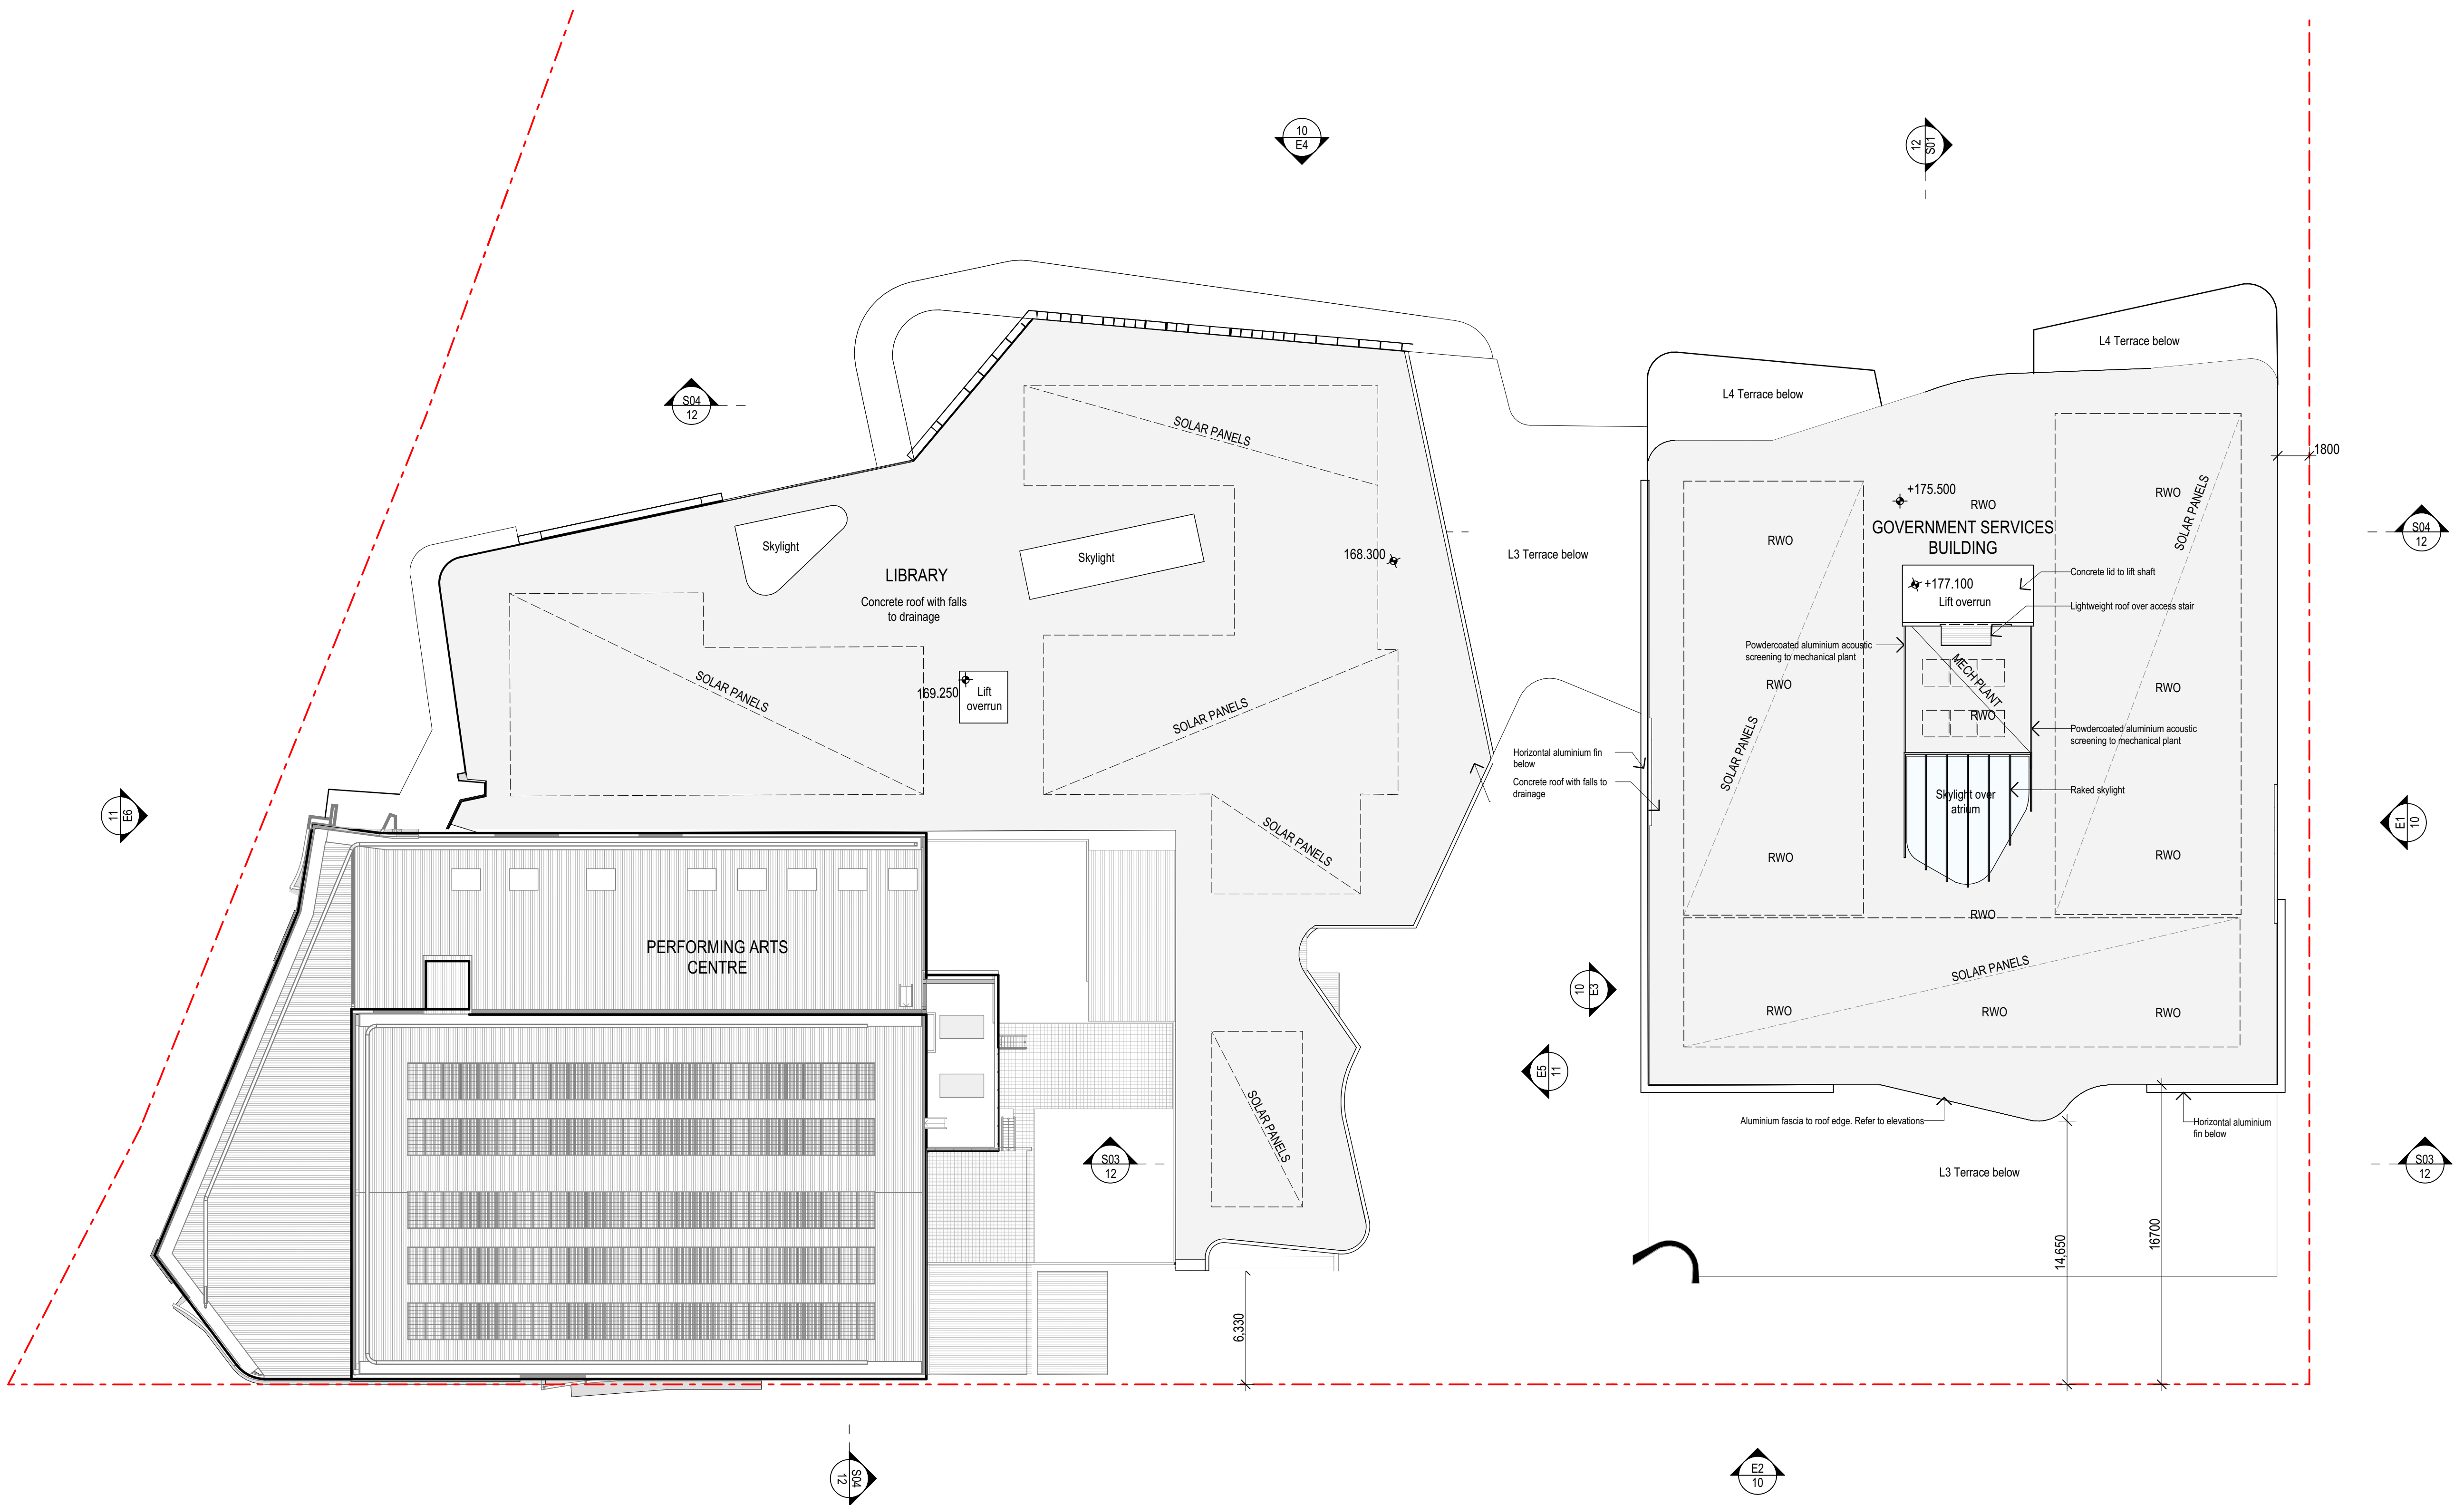 10
E4
12
S01
L4 Terrace below
L4 Terrace below
S04
12
SOLAR PANELS
1800
+175.500
RWO
RWO
SOLAR PANELS
GOVERNMENT SERVICES
BUILDING
RWO
S04
12
Skylight
Skylight
168.300
L3 Terrace below
LIBRARY
Concrete roof with falls
to drainage
+177.100
Lift overrun
Concrete lid to lift shaft
Lightweight roof over access stair
Powdercoated aluminium acoustic
screening to mechanical plant
MECH PLANT
RWO
RWO
RWO
SOLAR PANELS
169.250
Lift
overrun
SOLAR PANELS
SOLAR PANELS
Powdercoated aluminium acoustic
screening to mechanical plant
Horizontal aluminium fin
below
Concrete roof with falls to
drainage
Skylight over
atrium
Raked skylight
11
E6
E1
10
SOLAR PANELS
RWO
RWO
RWO
PERFORMING ARTS
CENTRE
SOLAR PANELS
10
E3
RWO
RWO
RWO
E5
11
SOLAR PANELS
Aluminium fascia to roof edge. Refer to elevations
Horizontal aluminium
fin below
S03
12
L3 Terrace below
S03
12
6,330
14,650
16700
S04
12
E2
10